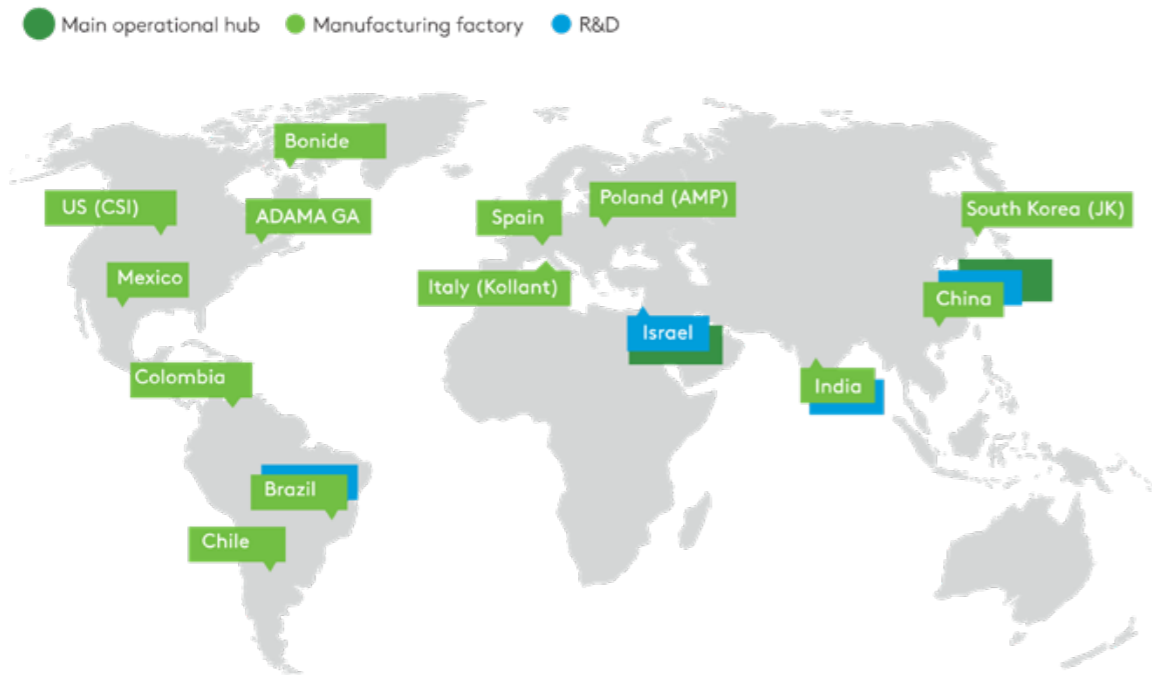 Main operational hub
Manufacturing factory
R&D
Bonide
US (CSI)
ADAMA GA
Spain
Poland (AMP)
South Korea (JK)
Mexico
Italy (Kollant)
China
Israel
Colombia
India
Brazil
Chile